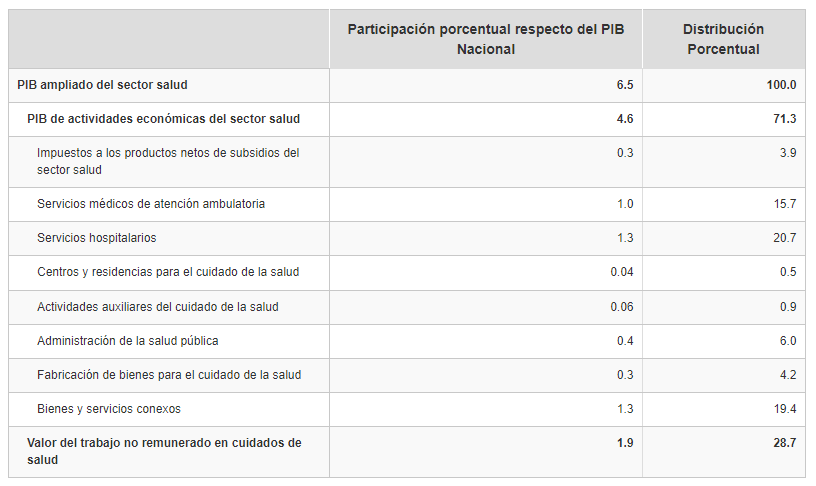 Participación porcentual respecto del PIB Nacional Distribución Porcentual
PIB ampliado del sector salud 6.5 100.0
PIB de actividades económicas del sector salud 4.6 71.3
Impuestos a los productos netos de subsidios del sector salud 0.3 3.9
Servicios médicos de atención ambulatoria 1.0 15.7
Servicios hospitalarios 1.3 20.7
Centros y residencias para el cuidado de la salud 0.04 0.5
Actividades auxiliares del cuidado de la salud 0.06 0.9
Administración de la salud pública 0.4 6.0
Fabricación de bienes para el cuidado de la salud 0.3 4.2
Bienes y servicios conexos 1.3 19.4
Valor del trabajo no remunerado en cuidados de salud 1.9 28.7